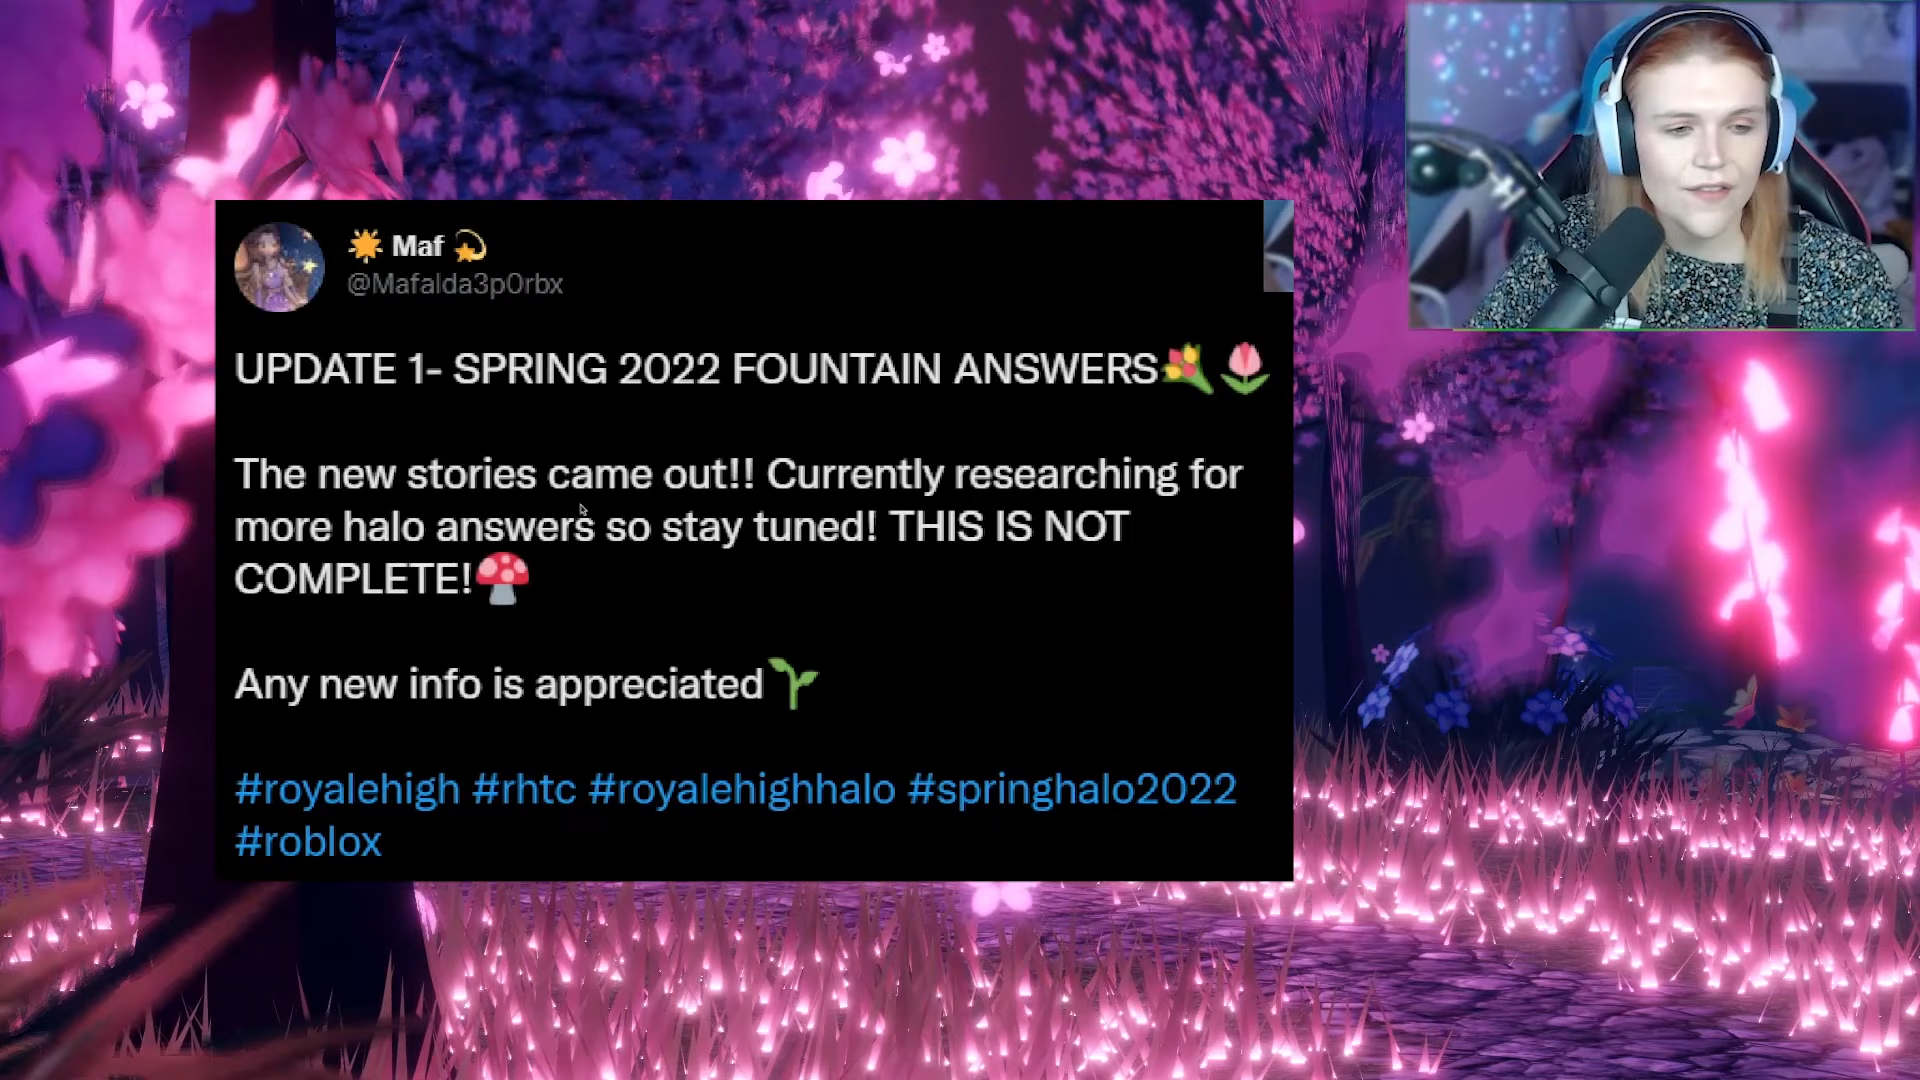 🌟 Maf 💫
@Mafalda3p0rbx
UPDATE 1- SPRING 2022 FOUNTAIN ANSWERS💐🌷
The new stories came out!! Currently researching for
more halo answers so stay tuned! THIS IS NOT
COMPLETE!🍄
Any new info is appreciated🌱
#royalehigh #rhtc #royalehighhalo #springhalo2022
#roblox